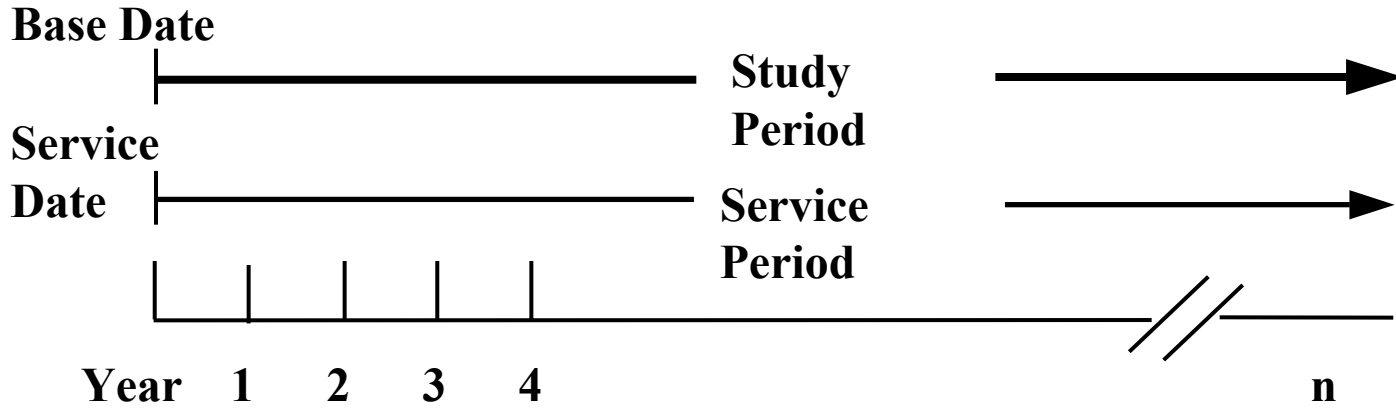 Base Date
Study
Period
Service
Date
Service
Period
Year 1 2 3 4 n